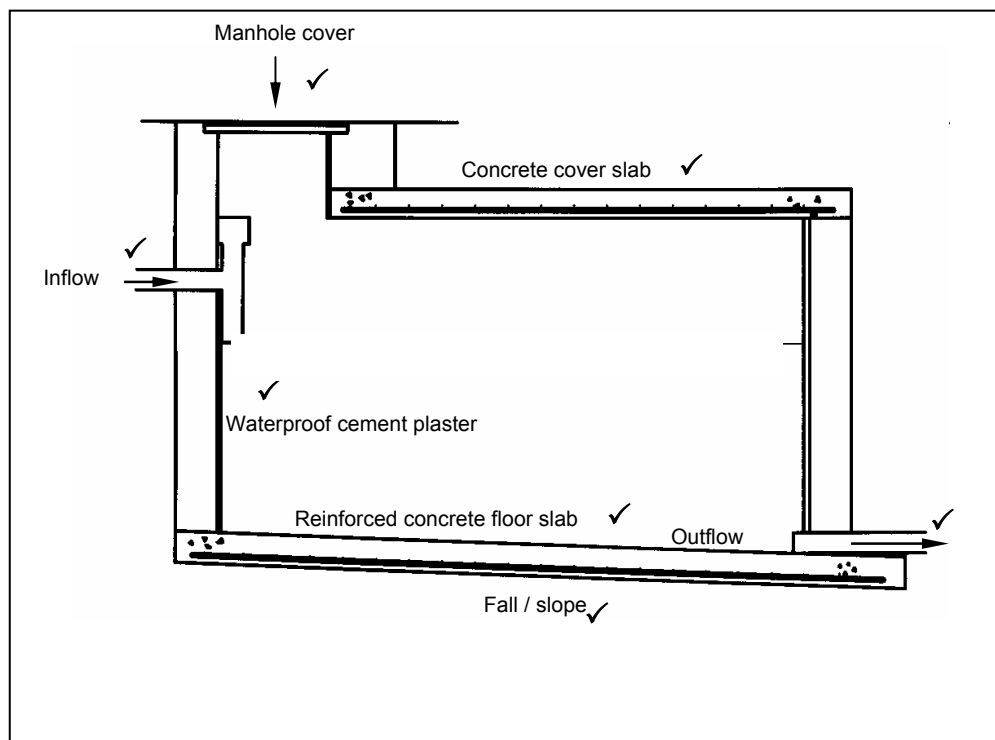 Manhole cover
Concrete cover slab
Inflow
Waterproof cement plaster
Reinforced concrete floor slab
Outflow
Fall / slope